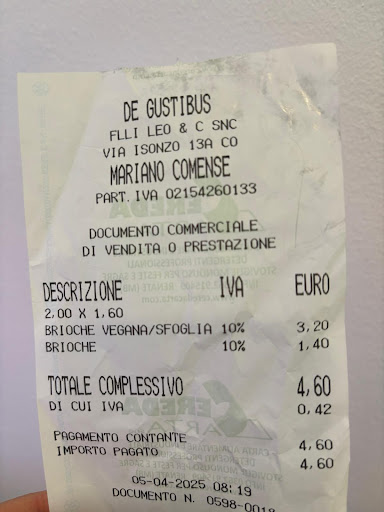 DE GUSTIBUS
FLLI LEO & C SNC
VIA ISONZO 13A CO
MARIANO COMENSE
PART.IVA 02154260133
DOCUMENTO COMMERCIALE
DI VENDITA O PRESTAZIONE
DESCRIZIONE IVA EURO
2,00 X 1,60
BRIOCHE VEGANA/SFOGLIA 10% 3,20
BRIOCHE 10% 1,40
TOTALE COMPLESSIVO 4,60
DI CUI IVA 0,42
PAGAMENTO CONTANTE 4,60
IMPORTO PAGATO 4,60
05-04-2025 08:19
DOCUMENTO N. 0598-0018